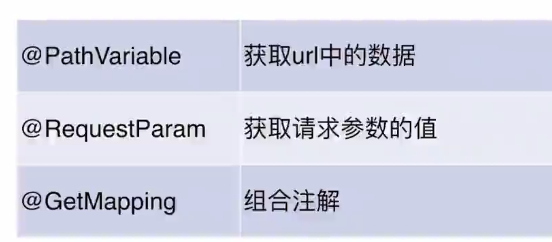 @PathVariable 获取url中的数据
@RequestParam 获取请求参数的值
@GetMapping 组合注解